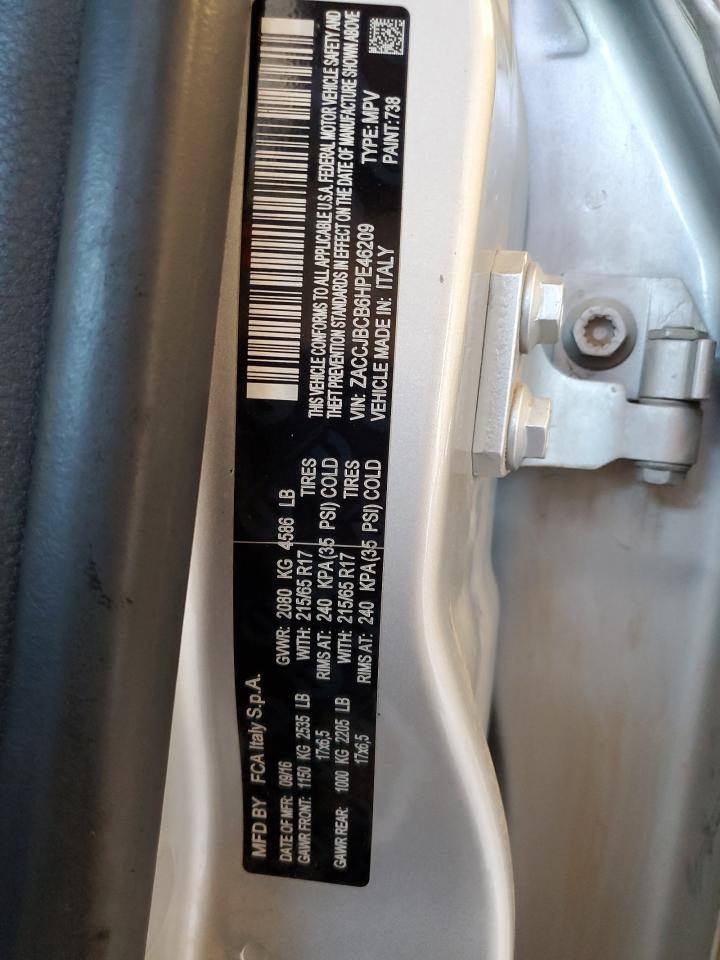 MFD BY FCA Italy S.p.A.
DATE OF MFR: 09/16 GVWR: 2080 KG 4586 LB
GAWR FRONT: 1150 KG 2535 LB WITH: 215/65 R17 TIRES
17x6,5 RIMS AT: 240 KPA(35 PSI) COLD
GAWR REAR: 1000 KG 2205 LB WITH: 215/65 R17 TIRES
17x6,5 RIMS AT: 240 KPA(35 PSI) COLD
THIS VEHICLE CONFORMS TO ALL APPLICABLE U.S.A. FEDERAL MOTOR VEHICLE SAFETY AND
THEFT PREVENTION STANDARDS IN EFFECT ON THE DATE OF MANUFACTURE SHOWN ABOVE
VIN: ZACCJBCB6HPE46209 TYPE: MPV
VEHICLE MADE IN: ITALY PAINT:738